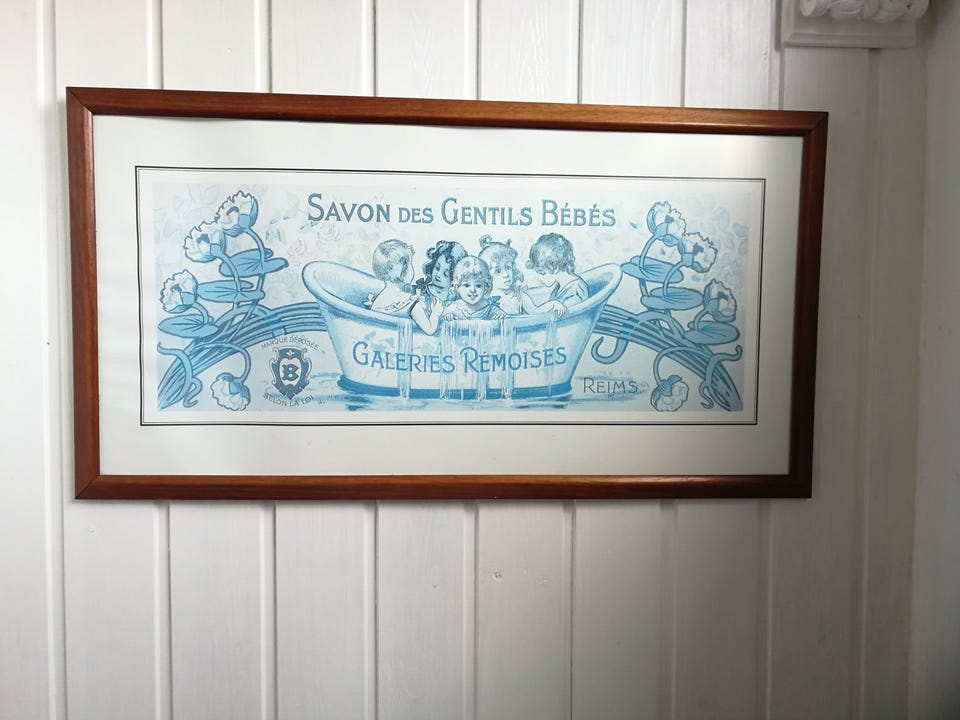 SAVON DES GENTILS BÉBÉS
GALERIES RÉMOISES
REIMS
MARQUE DÉPOSÉE
B
SELON LA LOI